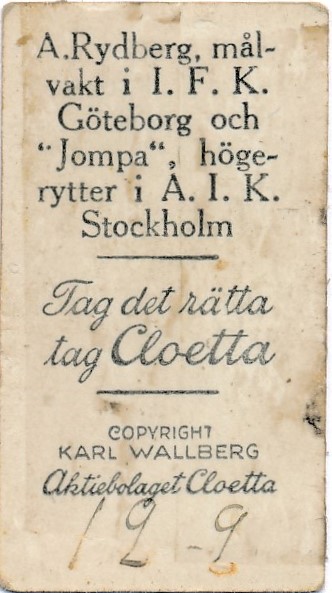 A.Rydberg, mål-
vakt i I. F. K.
Göteborg och
“Jompa“, höge-
rytter i A. I. K.
Stockholm
Tag det rätta
tag Cloetta
COPYRIGHT
KARL WALLBERG
Aktiebolaget Cloetta
12-9